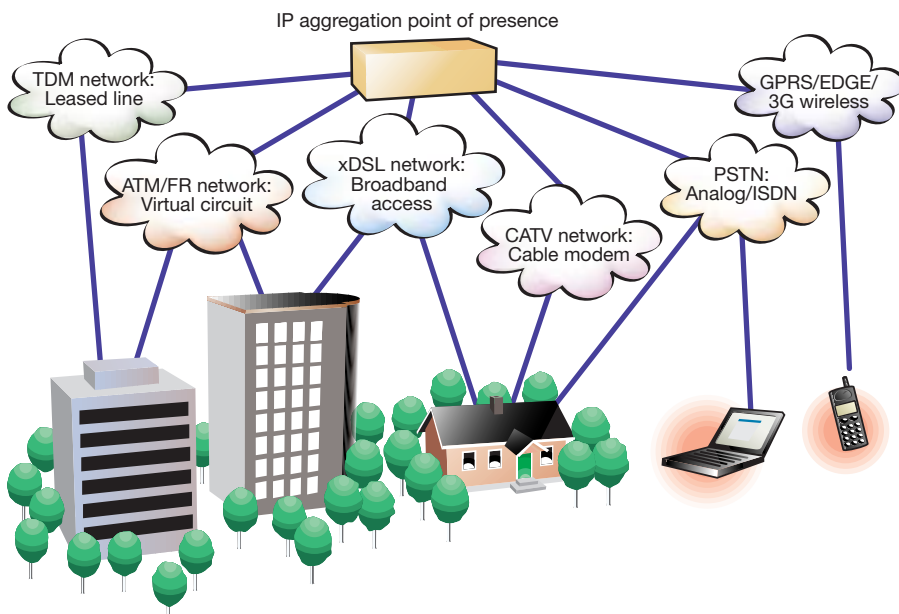 IP aggregation point of presence
TDM network:
Leased line
GPRS/EDGE/
3G wireless
ATM/FR network:
Virtual circuit
xDSL network:
Broadband
access
PSTN:
Analog/ISDN
CATV network:
Cable modem